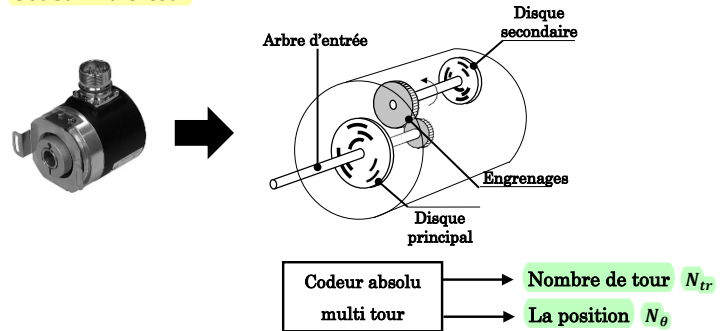 Disque
secondaire
Arbre d'entrée
Engrenages
Disque
principal
Codeur absolu
multi tour
Nombre de tour N_tr
La position N_θ